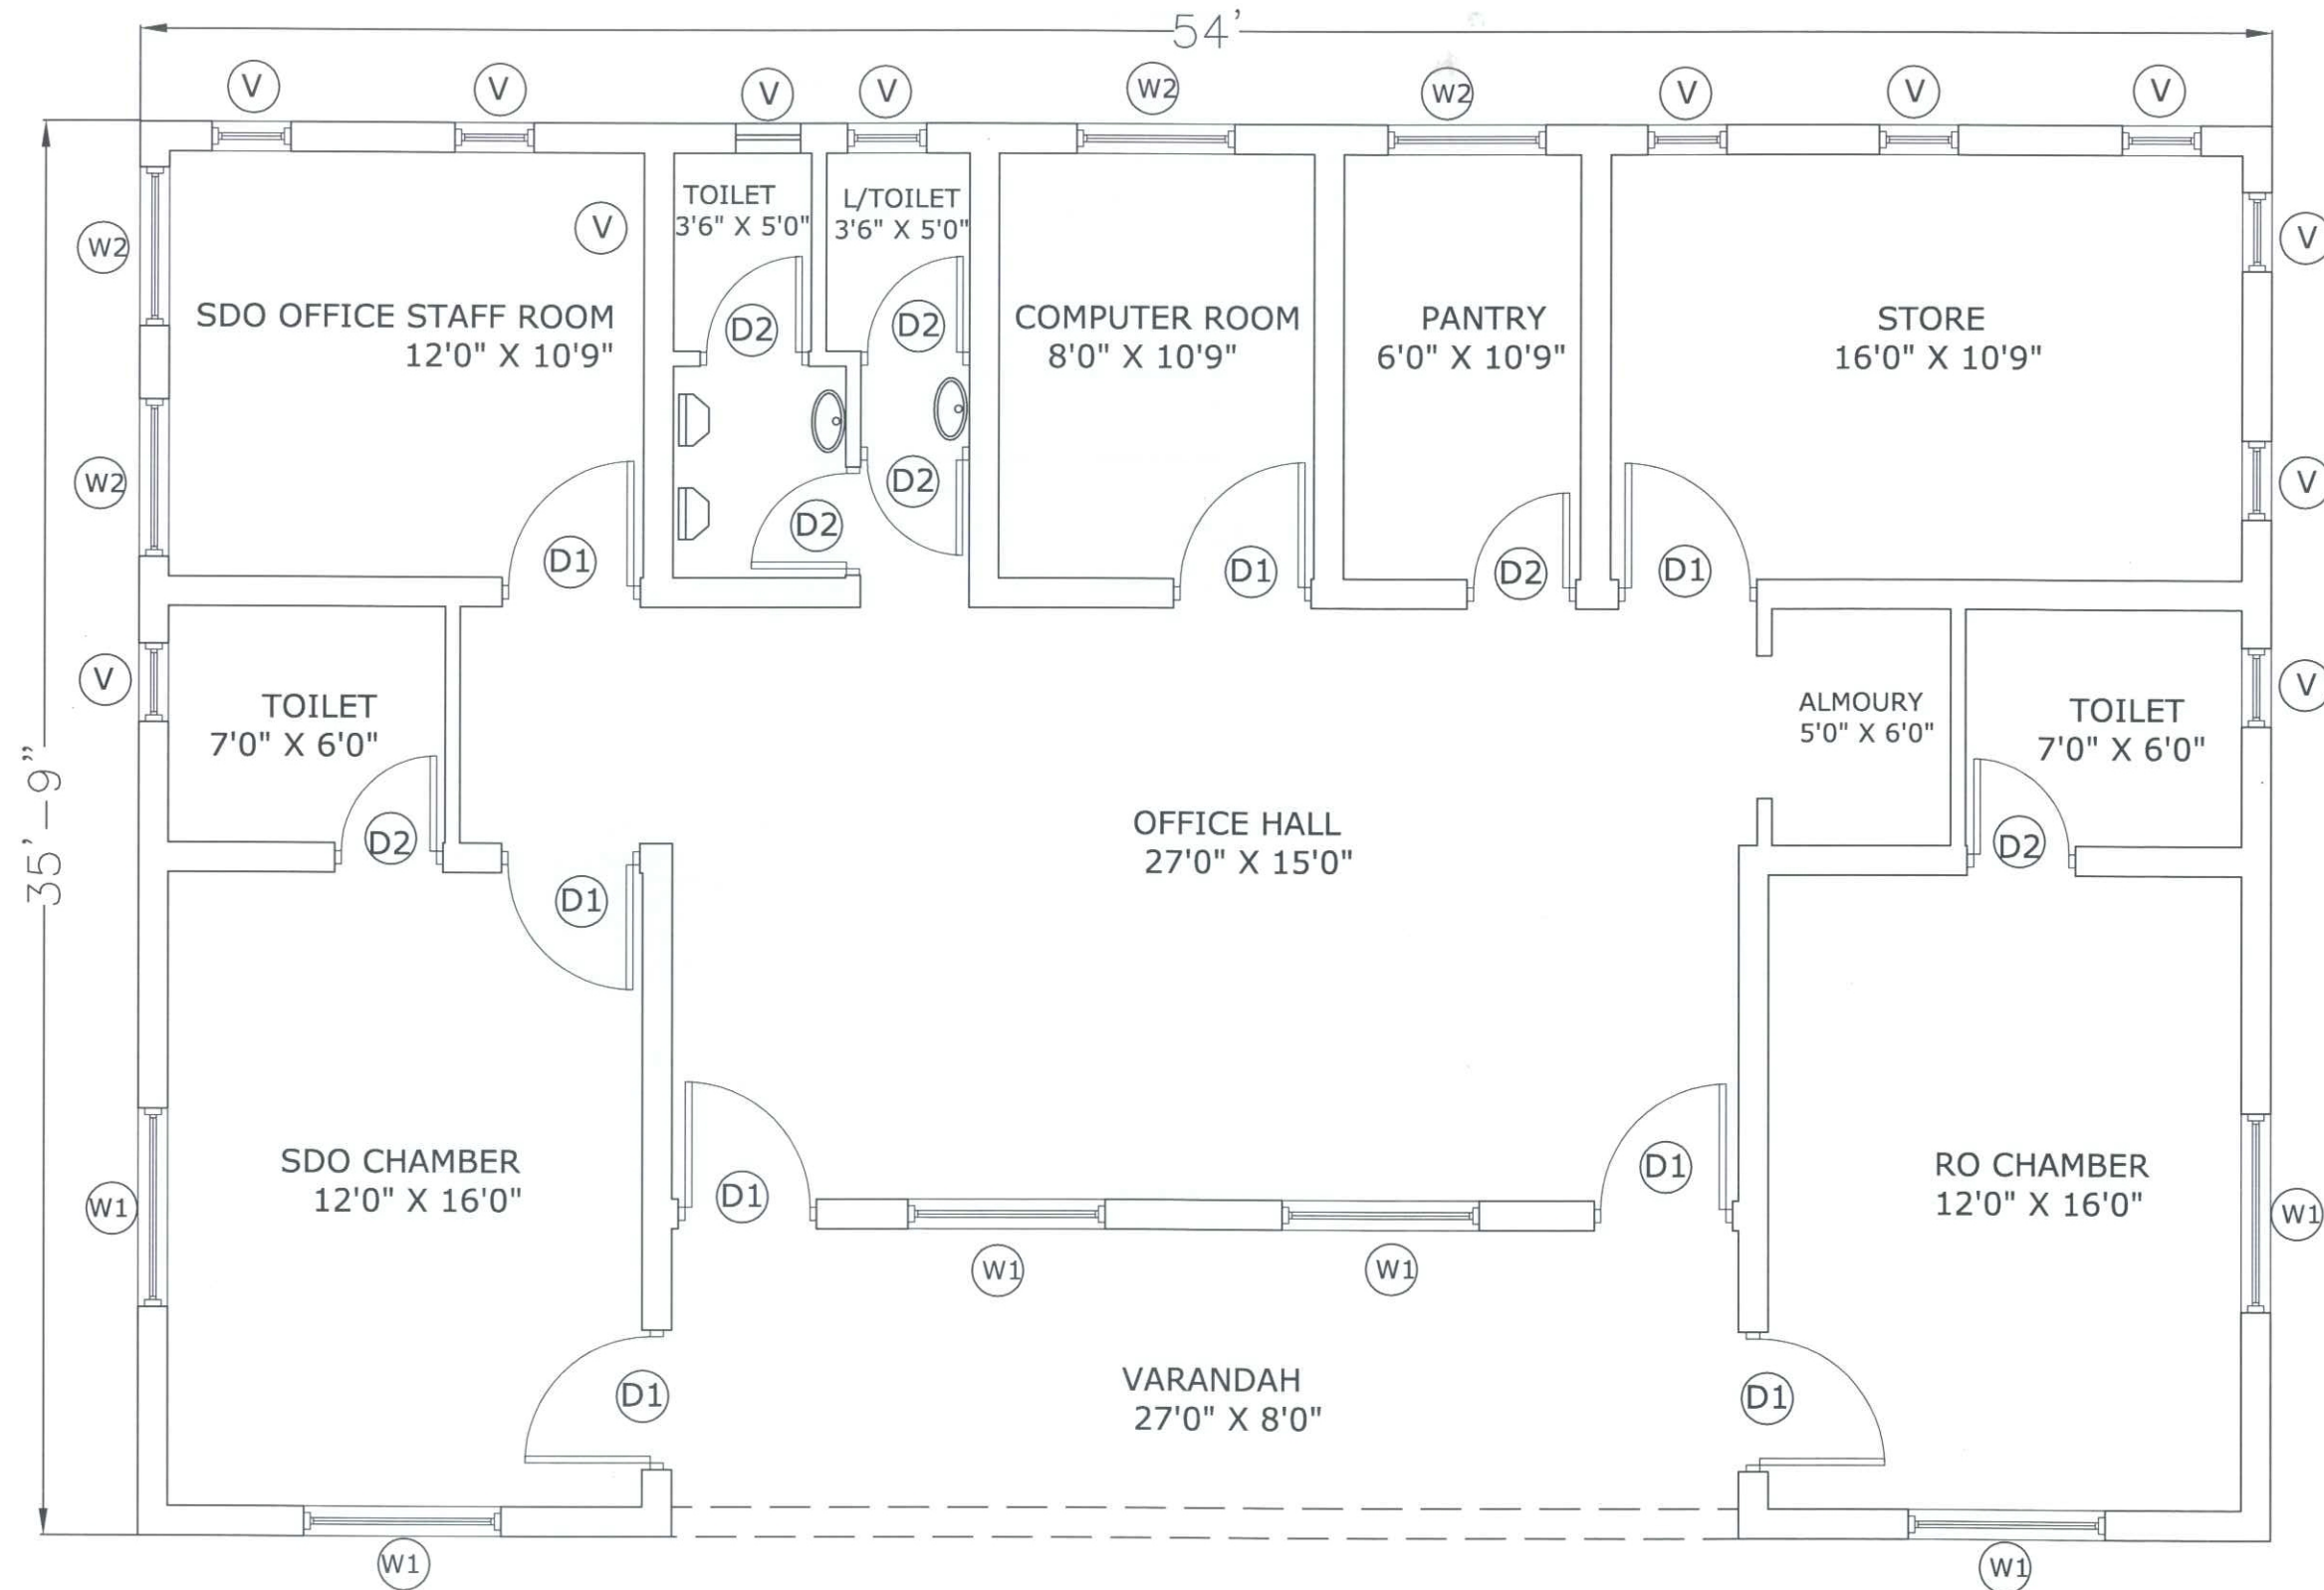 54'
V
V
V
V
W2
W2
V
V
V
35'-9"
W2
V
TOILET
3'6" X 5'0"
L/TOILET
3'6" X 5'0"
V
SDO OFFICE STAFF ROOM
12'0" X 10'9"
D2
D2
COMPUTER ROOM
8'0" X 10'9"
PANTRY
6'0" X 10'9"
STORE
16'0" X 10'9"
W2
D2
D2
V
D1
D1
D2
D1
V
TOILET
7'0" X 6'0"
ALMOURY
5'0" X 6'0"
TOILET
7'0" X 6'0"
V
D2
D2
D1
OFFICE HALL
27'0" X 15'0"
SDO CHAMBER
12'0" X 16'0"
D1
D1
RO CHAMBER
12'0" X 16'0"
W1
W1
W1
W1
D1
VARANDAH
27'0" X 8'0"
D1
W1
W1